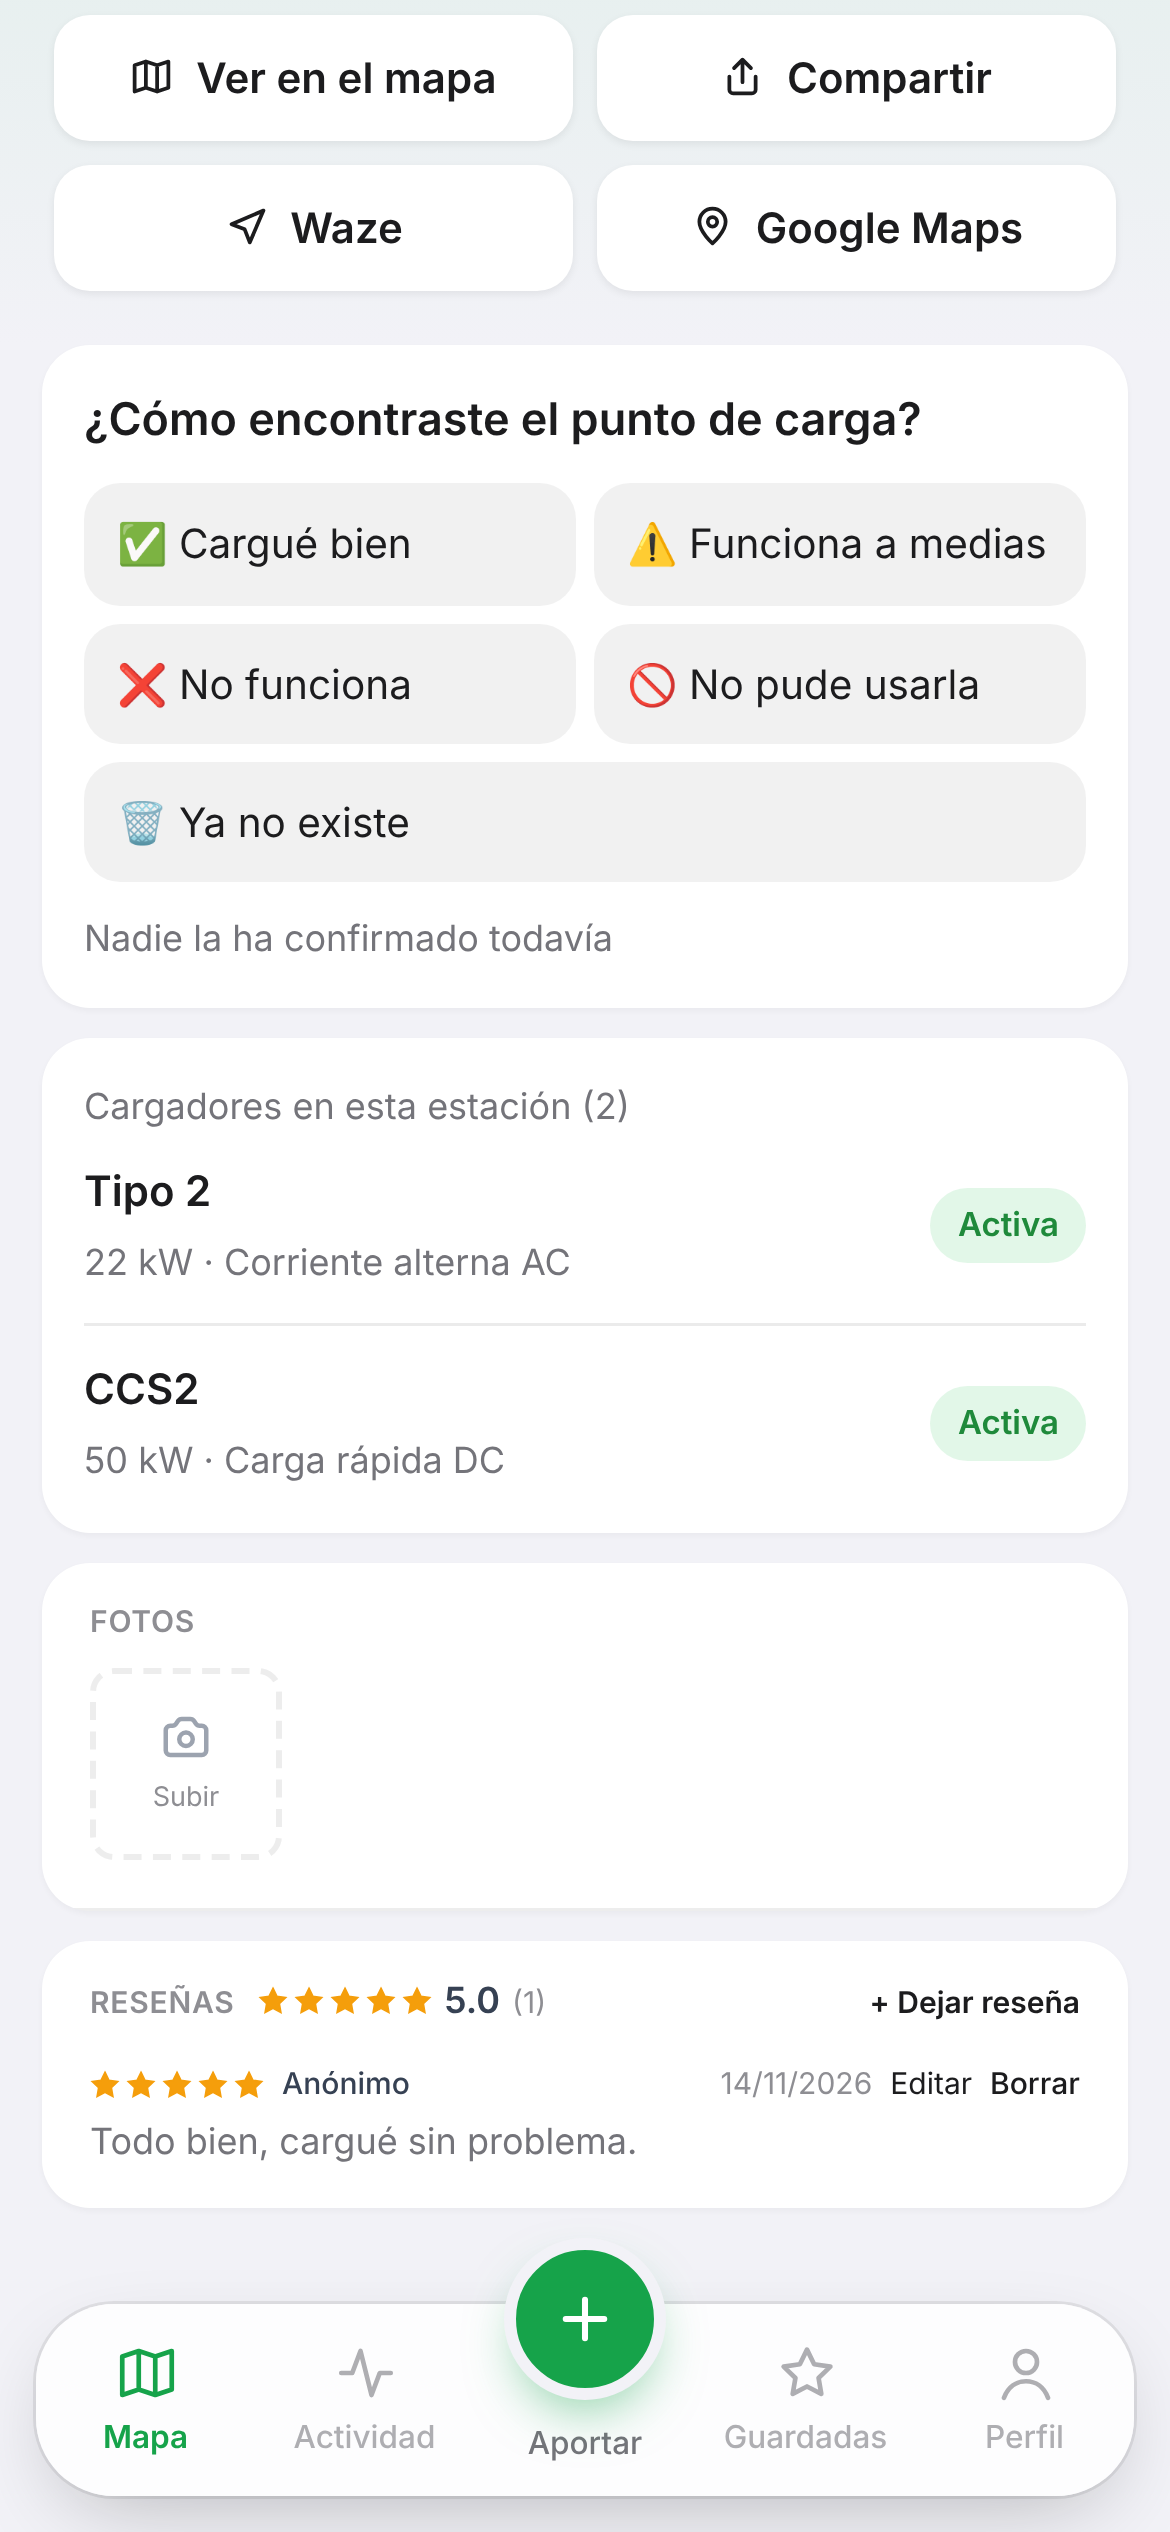 Ver en el mapa
Compartir
Waze
Google Maps
¿Cómo encontraste el punto de carga?
✅ Cargué bien
⚠️ Funciona a medias
❌ No funciona
🚫 No pude usarla
🗑️ Ya no existe
Nadie la ha confirmado todavía
Cargadores en esta estación (2)
Tipo 2
22 kW · Corriente alterna AC
Activa
CCS2
50 kW · Carga rápida DC
Activa
FOTOS
Subir
RESEÑAS ★★★★★ 5.0 (1) + Dejar reseña
★★★★★ Anónimo 14/11/2026 Editar Borrar
Todo bien, cargué sin problema.
Mapa
Actividad
Aportar
Guardadas
Perfil